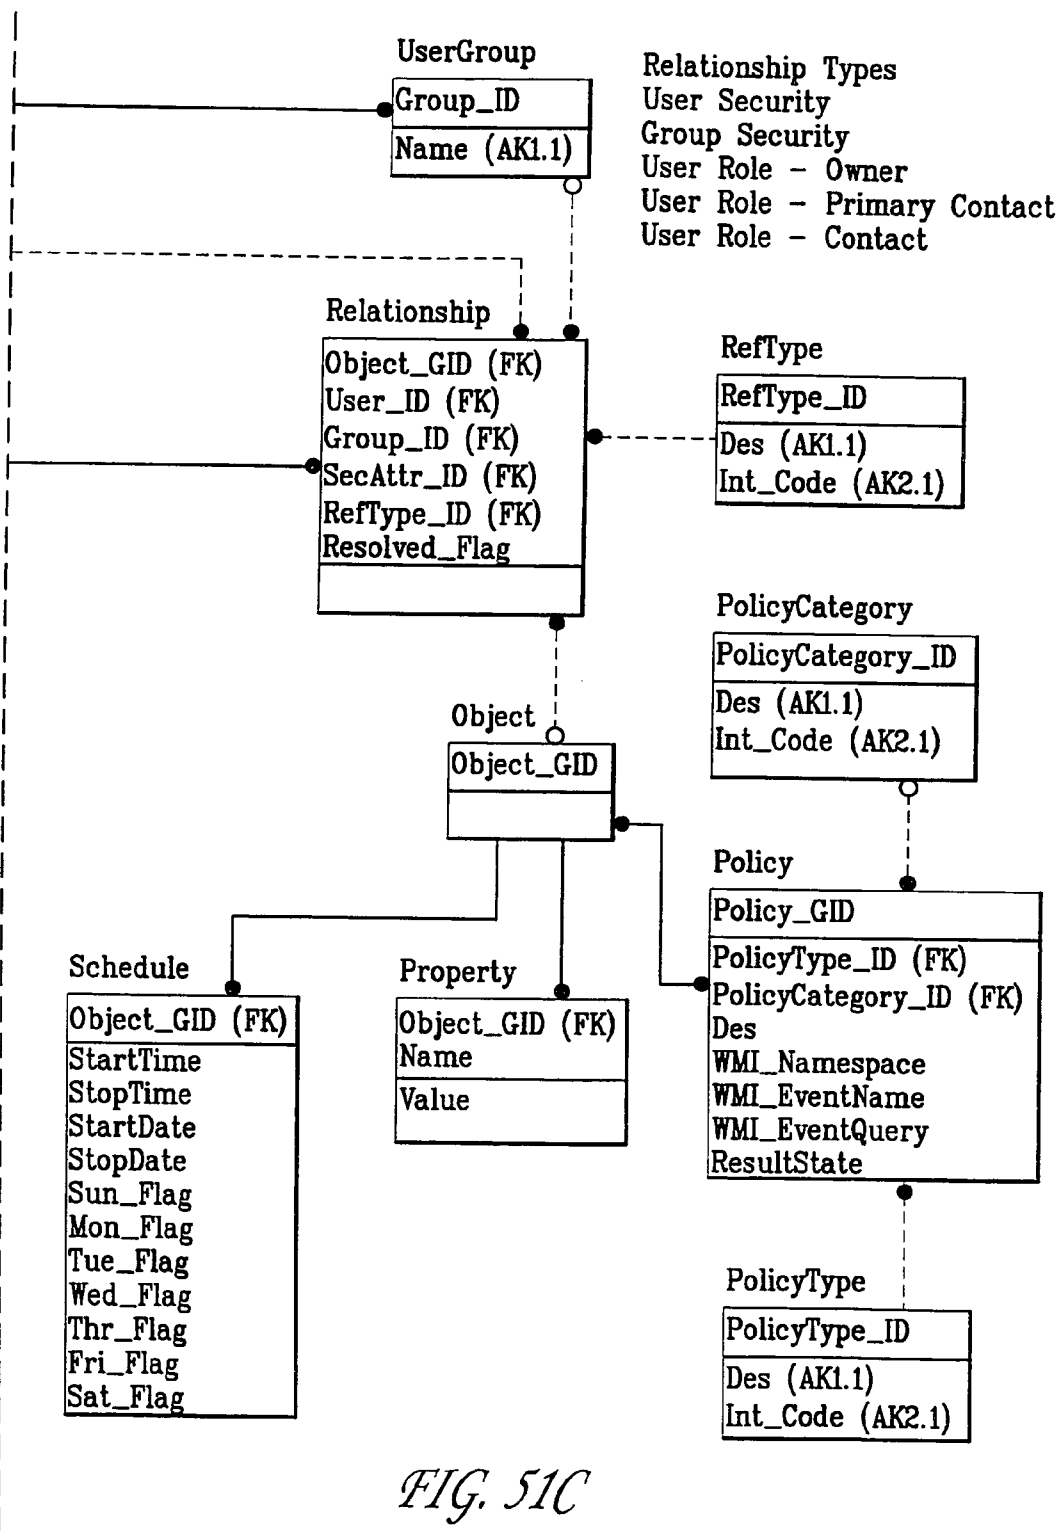 UserGroup
Group_ID
Name (AK1.1)
Relationship Types
User Security
Group Security
User Role - Owner
User Role - Primary Contact
User Role - Contact
Relationship
Object_GID (FK)
User_ID (FK)
Group_ID (FK)
SecAttr_ID (FK)
RefType_ID (FK)
Resolved_Flag
RefType
RefType_ID
Des (AK1.1)
Int_Code (AK2.1)
PolicyCategory
PolicyCategory_ID
Des (AK1.1)
Int_Code (AK2.1)
Object
Object_GID
Policy
Policy_GID
PolicyType_ID (FK)
PolicyCategory_ID (FK)
Des
WMI_Namespace
WMI_EventName
WMI_EventQuery
ResultState
Schedule
Object_GID (FK)
StartTime
StopTime
StartDate
StopDate
Sun_Flag
Mon_Flag
Tue_Flag
Wed_Flag
Thr_Flag
Fri_Flag
Sat_Flag
Property
Object_GID (FK)
Name
Value
PolicyType
PolicyType_ID
Des (AK1.1)
Int_Code (AK2.1)
FIG. 51C